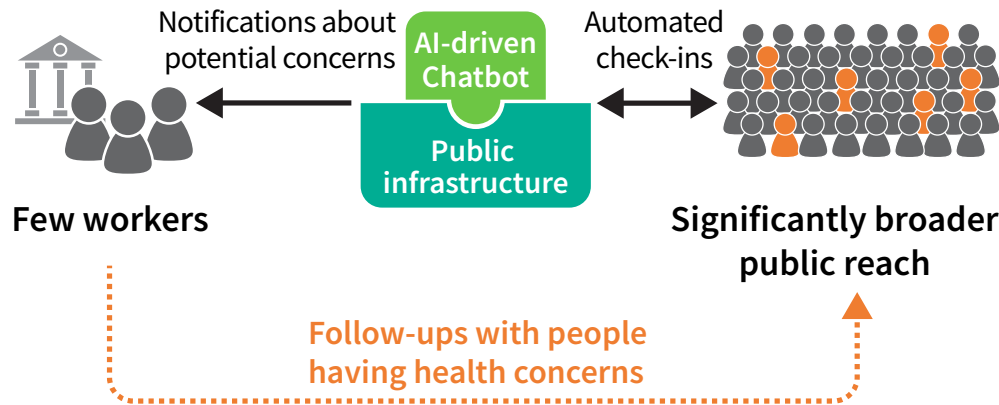 Notifications about
potential concerns
AI-driven
Chatbot
Public
infrastructure
Automated
check-ins
Few workers
Significantly broader
public reach
Follow-ups with people
having health concerns